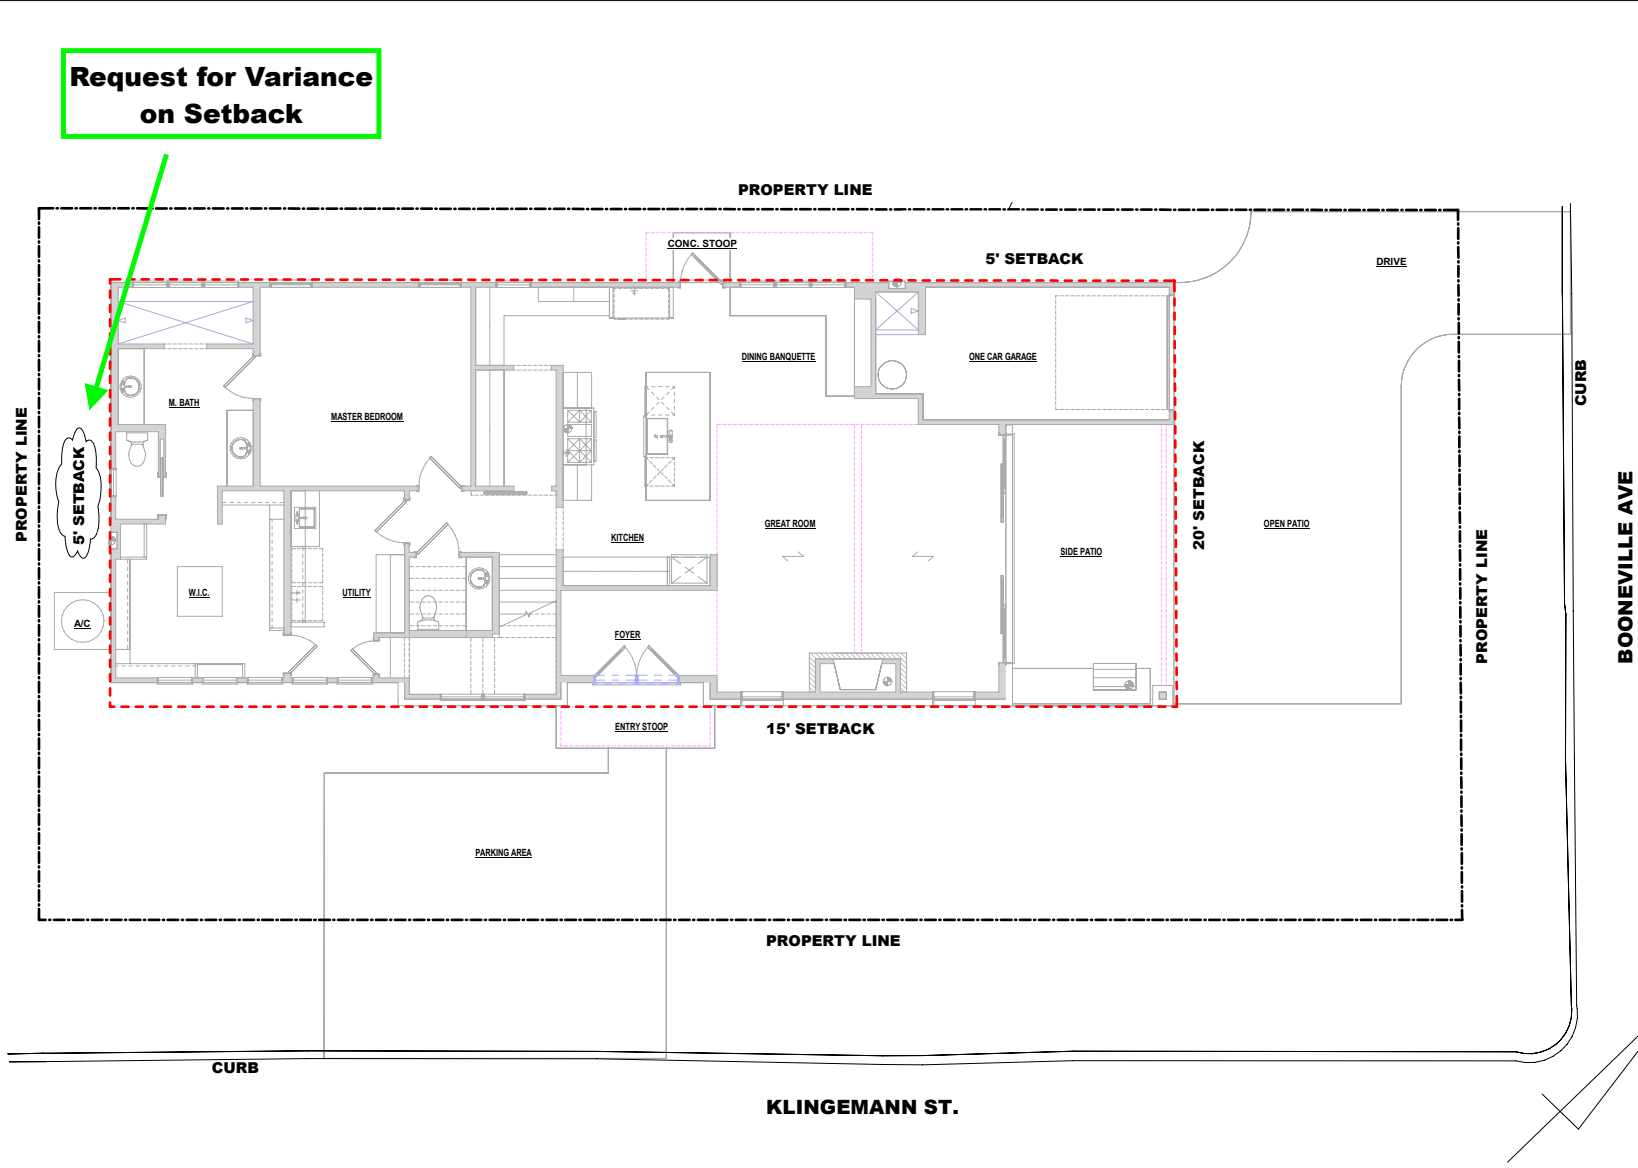 Request for Variance
on Setback
PROPERTY LINE
CONC. STOOP
5' SETBACK
DRIVE
DINING BANQUETTE
ONE CAR GARAGE
CURB
M. BATH
MASTER BEDROOM
PROPERTY LINE
5' SETBACK
20' SETBACK
GREAT ROOM
OPEN PATIO
KITCHEN
SIDE PATIO
PROPERTY LINE
BOONEVILLE AVE
W.I.C.
UTILITY
A/C
FOYER
ENTRY STOOP
15' SETBACK
PARKING AREA
PROPERTY LINE
CURB
KLINGEMANN ST.